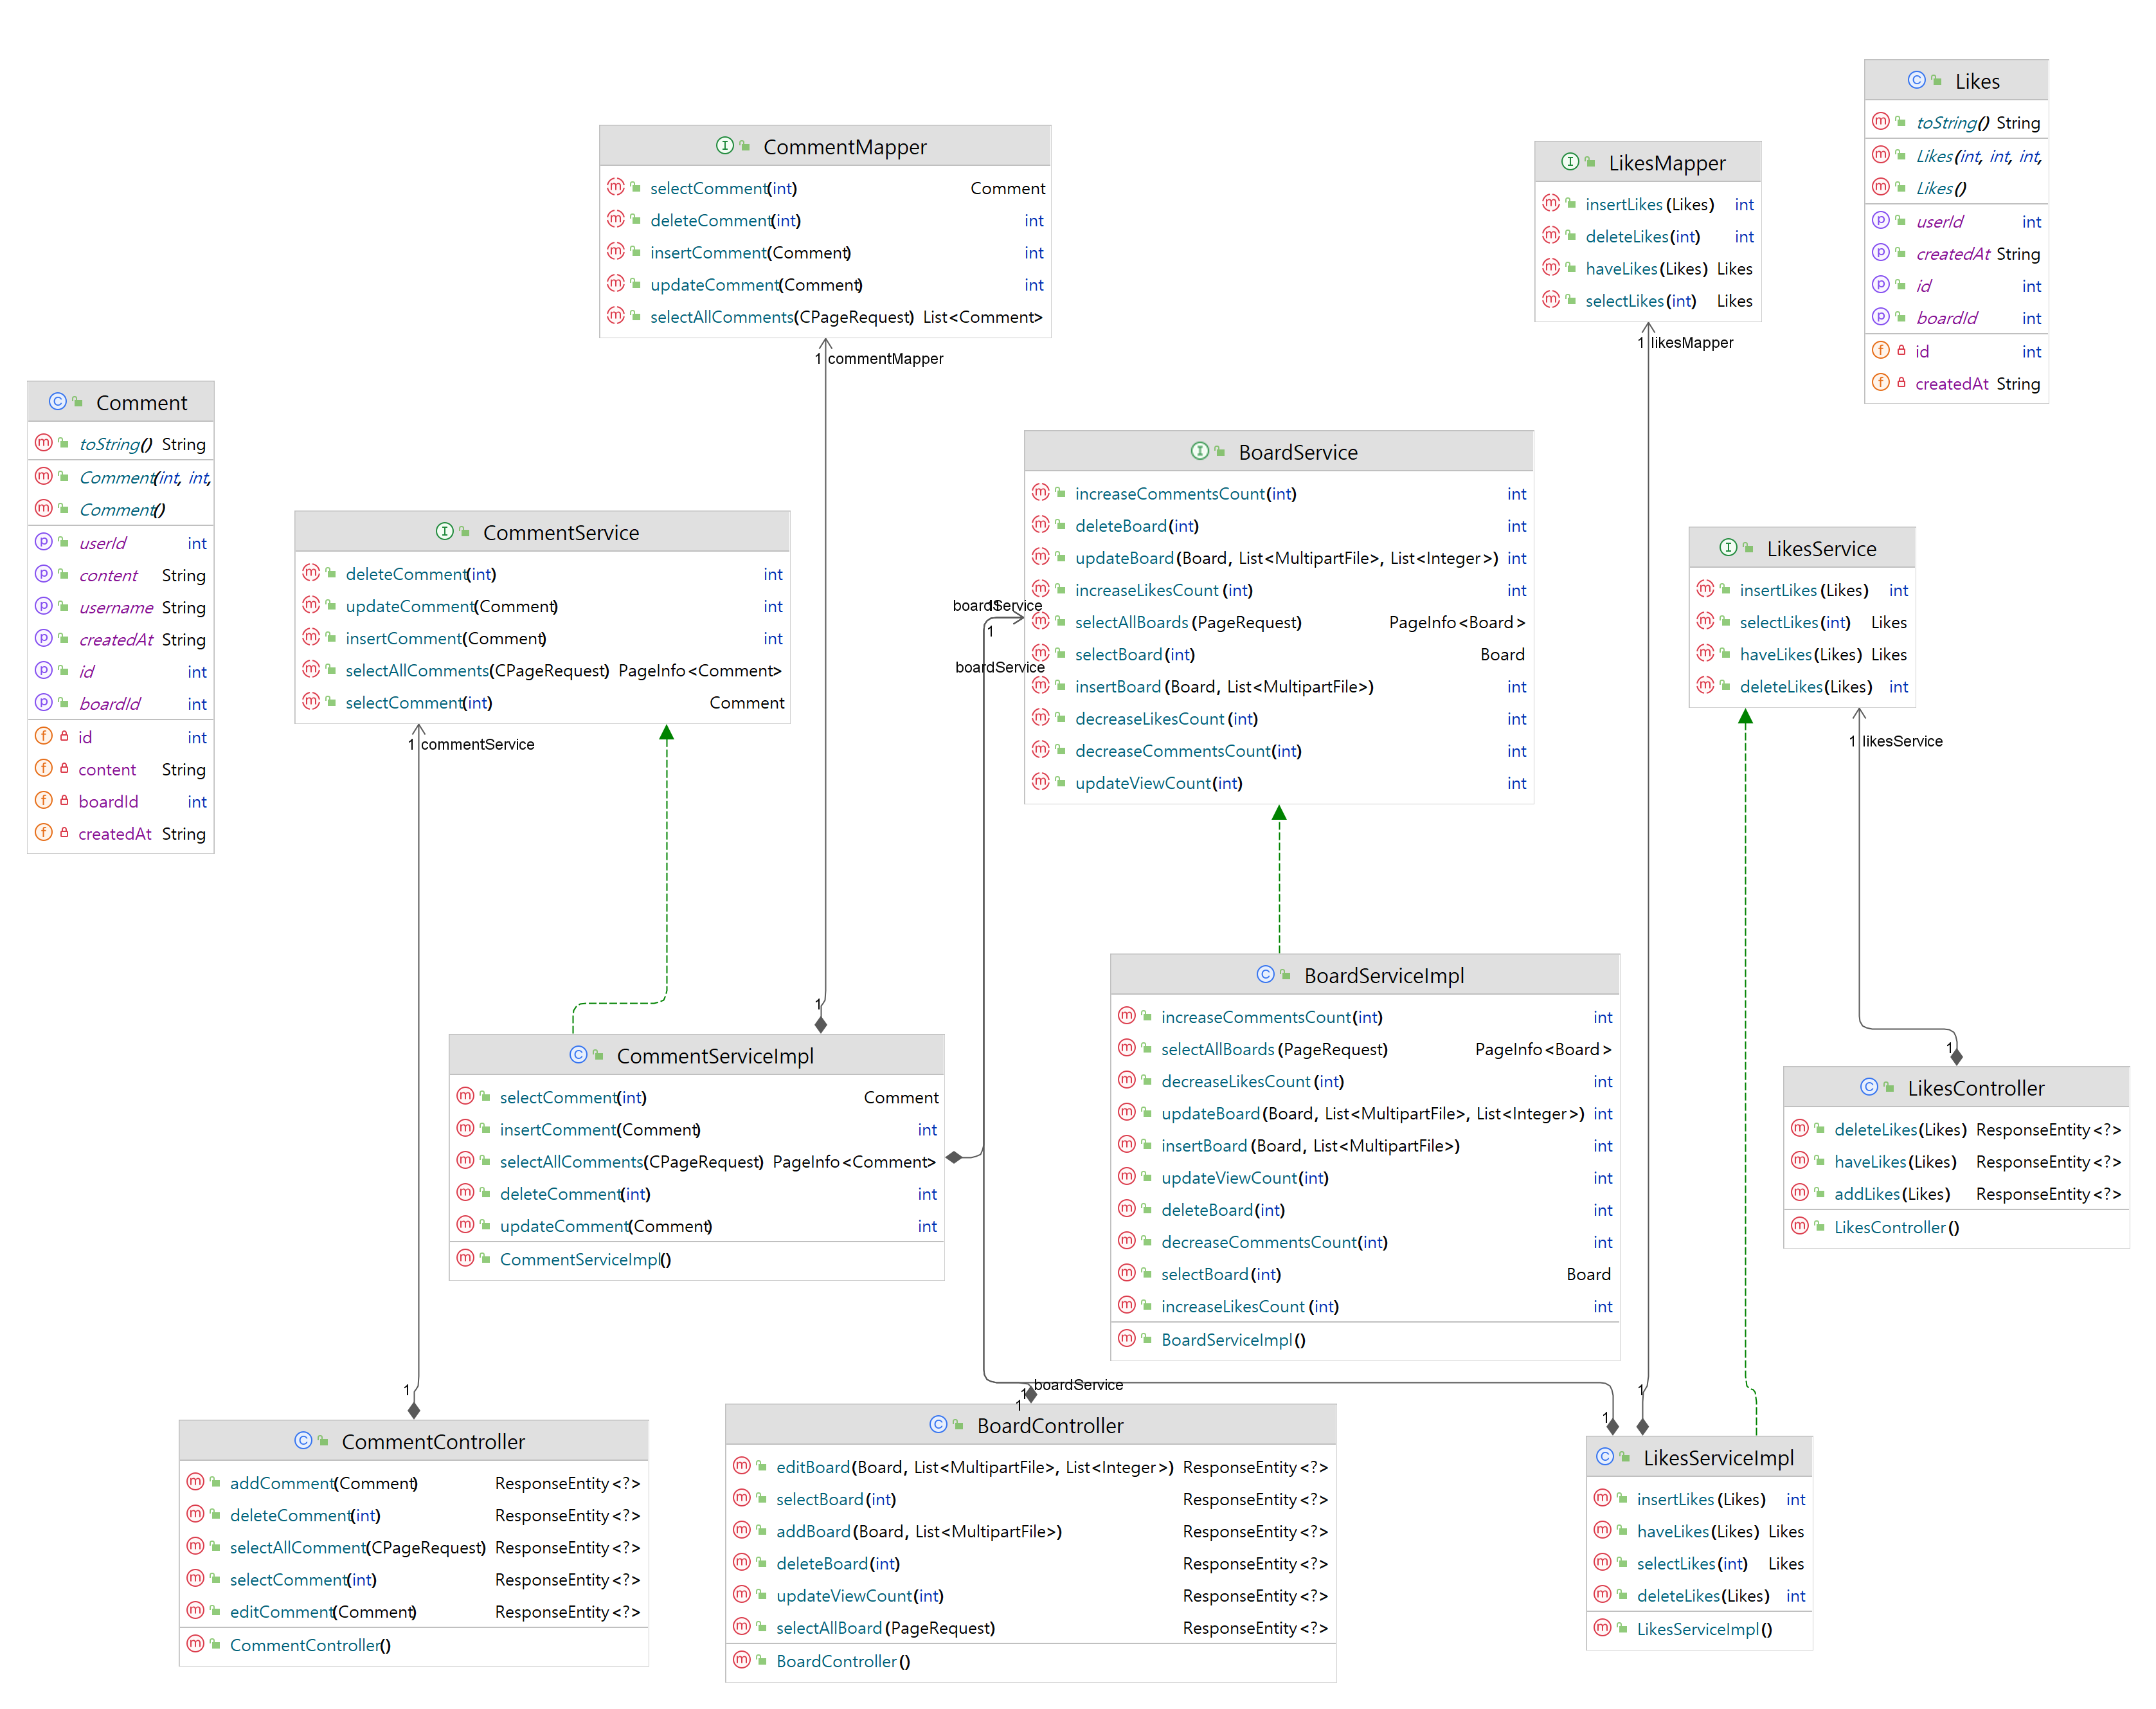 Likes
toString() String
Likes(int, int, int,
Likes()
userId int
createdAt String
id int
boardId int
id int
createdAt String
CommentMapper
selectComment(int) Comment
deleteComment(int) int
insertComment(Comment) int
updateComment(Comment) int
selectAllComments(CPageRequest) List<Comment>
1 commentMapper
LikesMapper
insertLikes(Likes) int
deleteLikes(int) int
haveLikes(Likes) Likes
selectLikes(int) Likes
1 likesMapper
Comment
toString() String
Comment(int, int,
Comment()
userId int
content String
username String
createdAt String
id int
boardId int
id int
content String
boardId int
createdAt String
CommentService
deleteComment(int) int
updateComment(Comment) int
insertComment(Comment) int
selectAllComments(CPageRequest) PageInfo<Comment>
selectComment(int) Comment
1 commentService
BoardService
increaseCommentsCount(int) int
deleteBoard(int) int
updateBoard(Board, List<MultipartFile>, List<Integer>) int
increaseLikesCount(int) int
selectAllBoards(PageRequest) PageInfo<Board>
selectBoard(int) Board
insertBoard(Board, List<MultipartFile>) int
decreaseLikesCount(int) int
decreaseCommentsCount(int) int
updateViewCount(int) int
boardService
1
boardService
LikesService
insertLikes(Likes) int
selectLikes(int) Likes
haveLikes(Likes) Likes
deleteLikes(Likes) int
1 likesService
BoardServiceImpl
increaseCommentsCount(int) int
selectAllBoards(PageRequest) PageInfo<Board>
decreaseLikesCount(int) int
updateBoard(Board, List<MultipartFile>, List<Integer>) int
insertBoard(Board, List<MultipartFile>) int
updateViewCount(int) int
deleteBoard(int) int
decreaseCommentsCount(int) int
selectBoard(int) Board
increaseLikesCount(int) int
BoardServiceImpl()
1
CommentServiceImpl
selectComment(int) Comment
insertComment(Comment) int
selectAllComments(CPageRequest) PageInfo<Comment>
deleteComment(int) int
updateComment(Comment) int
CommentServiceImpl()
1
LikesController
deleteLikes(Likes) ResponseEntity<?>
haveLikes(Likes) ResponseEntity<?>
addLikes(Likes) ResponseEntity<?>
LikesController()
1
CommentController
addComment(Comment) ResponseEntity<?>
deleteComment(int) ResponseEntity<?>
selectAllComment(CPageRequest) ResponseEntity<?>
selectComment(int) ResponseEntity<?>
editComment(Comment) ResponseEntity<?>
CommentController()
boardService
1
1
BoardController
editBoard(Board, List<MultipartFile>, List<Integer>) ResponseEntity<?>
selectBoard(int) ResponseEntity<?>
addBoard(Board, List<MultipartFile>) ResponseEntity<?>
deleteBoard(int) ResponseEntity<?>
updateViewCount(int) ResponseEntity<?>
selectAllBoard(PageRequest) ResponseEntity<?>
BoardController()
1
1
LikesServiceImpl
insertLikes(Likes) int
haveLikes(Likes) Likes
selectLikes(int) Likes
deleteLikes(Likes) int
LikesServiceImpl()